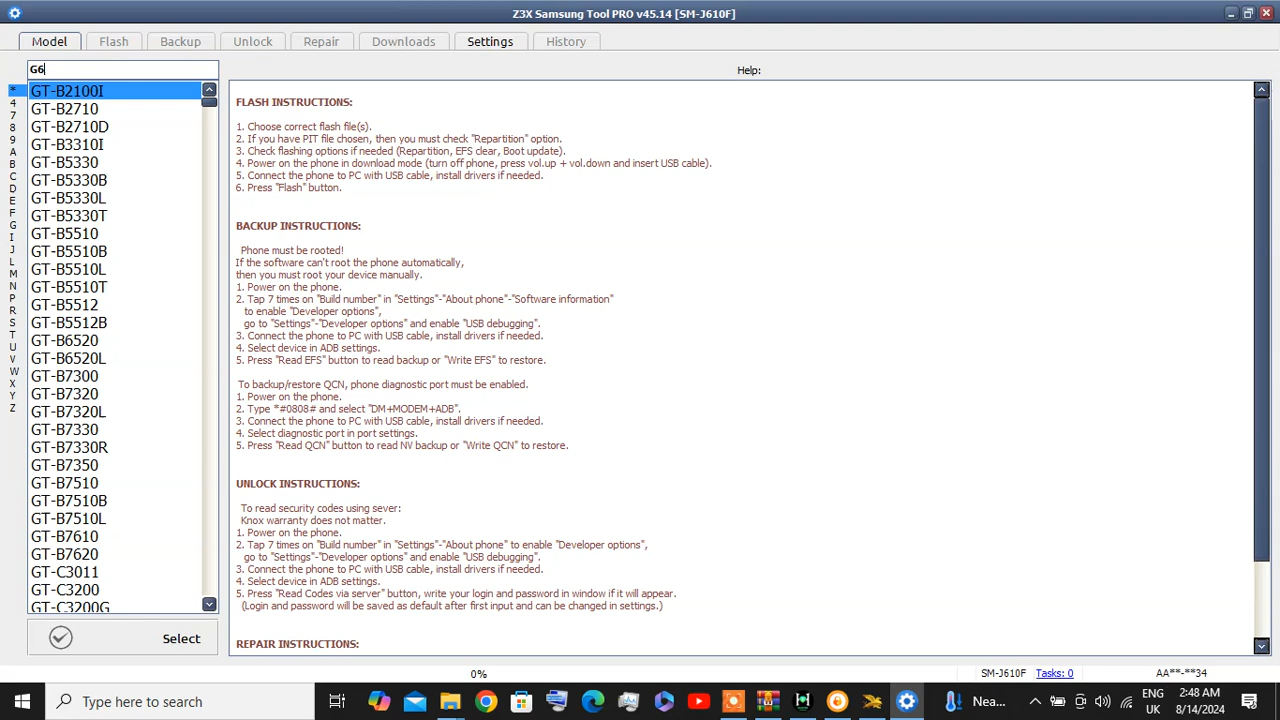 Z3X Samsung Tool PRO v45.14 [SM-J610F]
Model Flash Backup Unlock Repair Downloads Settings History
G6
Help:
*
4
7
8
9
A
B
C
D
E
F
G
I
J
L
M
N
P
R
S
T
U
V
W
X
Y
Z
GT-B2100I
GT-B2710
GT-B2710D
GT-B3310I
GT-B5330
GT-B5330B
GT-B5330L
GT-B5330T
GT-B5510
GT-B5510B
GT-B5510L
GT-B5510T
GT-B5512
GT-B5512B
GT-B6520
GT-B6520L
GT-B7300
GT-B7320
GT-B7320L
GT-B7330
GT-B7330R
GT-B7350
GT-B7510
GT-B7510B
GT-B7510L
GT-B7610
GT-B7620
GT-C3011
GT-C3200
GT-C3200G
Select
FLASH INSTRUCTIONS:
1. Choose correct flash file(s).
2. If you have PIT file chosen, then you must check "Repartition" option.
3. Check flashing options if needed (Repartition, EFS clear, Boot update).
4. Power on the phone in download mode (turn off phone, press vol.up + vol.down and insert USB cable).
5. Connect the phone to PC with USB cable, install drivers if needed.
6. Press "Flash" button.
BACKUP INSTRUCTIONS:
Phone must be rooted!
If the software can't root the phone automatically,
then you must root your device manually.
1. Power on the phone.
2. Tap 7 times on "Build number" in "Settings"-"About phone"-"Software information"
to enable "Developer options",
go to "Settings"-"Developer options" and enable "USB debugging".
3. Connect the phone to PC with USB cable, install drivers if needed.
4. Select device in ADB settings.
5. Press "Read EFS" button to read backup or "Write EFS" to restore.
To backup/restore QCN, phone diagnostic port must be enabled.
1. Power on the phone.
2. Type *#0808# and select "DM+MODEM+ADB".
3. Connect the phone to PC with USB cable, install drivers if needed.
4. Select diagnostic port in port settings.
5. Press "Read QCN" button to read NV backup or "Write QCN" to restore.
UNLOCK INSTRUCTIONS:
To read security codes using sever:
Knox warranty does not matter.
1. Power on the phone.
2. Tap 7 times on "Build number" in "Settings"-"About phone" to enable "Developer options",
go to "Settings"-"Developer options" and enable "USB debugging".
3. Connect the phone to PC with USB cable, install drivers if needed.
4. Select device in ADB settings.
5. Press "Read Codes via server" button, write your login and password in window if it will appear.
(Login and password will be saved as default after first input and can be changed in settings.)
REPAIR INSTRUCTIONS:
0% SM-J610F Tasks: 0 AA**-**34
Type here to search
Nea...
ENG
UK
2:48 AM
8/14/2024